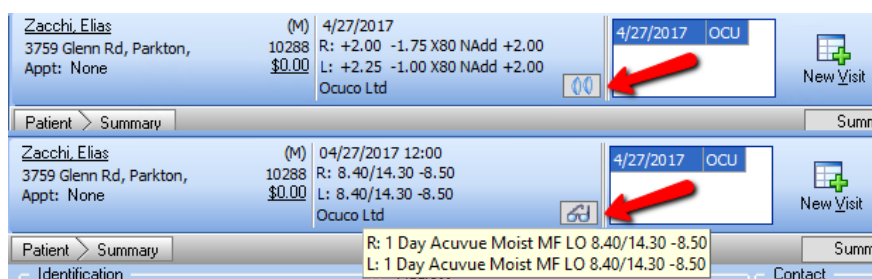 Zacchi, Elias (M) 4/27/2017 4/27/2017 OCU
3759 Glenn Rd, Parkton, 10288 R: +2.00 -1.75 X80 NAdd +2.00
Appt: None $0.00 L: +2.25 -1.00 X80 NAdd +2.00 New Visit
Ocuco Ltd
Patient Summary Summ
Zacchi, Elias (M) 04/27/2017 12:00 4/27/2017 OCU
3759 Glenn Rd, Parkton, 10288 R: 8.40/14.30 -8.50
Appt: None $0.00 L: 8.40/14.30 -8.50 New Visit
Ocuco Ltd
R: 1 Day Acuvue Moist MF LO 8.40/14.30 -8.50
Patient Summary Summ
L: 1 Day Acuvue Moist MF LO 8.40/14.30 -8.50
Identification Contact